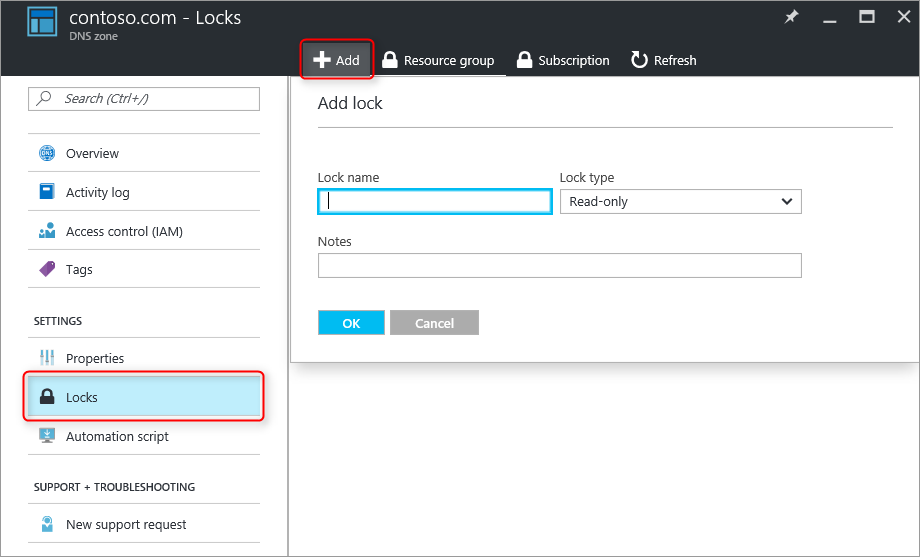 contoso.com - Locks
DNS zone
Add
Resource group
Subscription
Refresh
Search (Ctrl+/)
DNS
Overview
Activity log
Access control (IAM)
Tags
SETTINGS
Properties
Locks
Automation script
SUPPORT + TROUBLESHOOTING
New support request
Add lock
Lock name
Lock type
Read-only
Notes
OK
Cancel